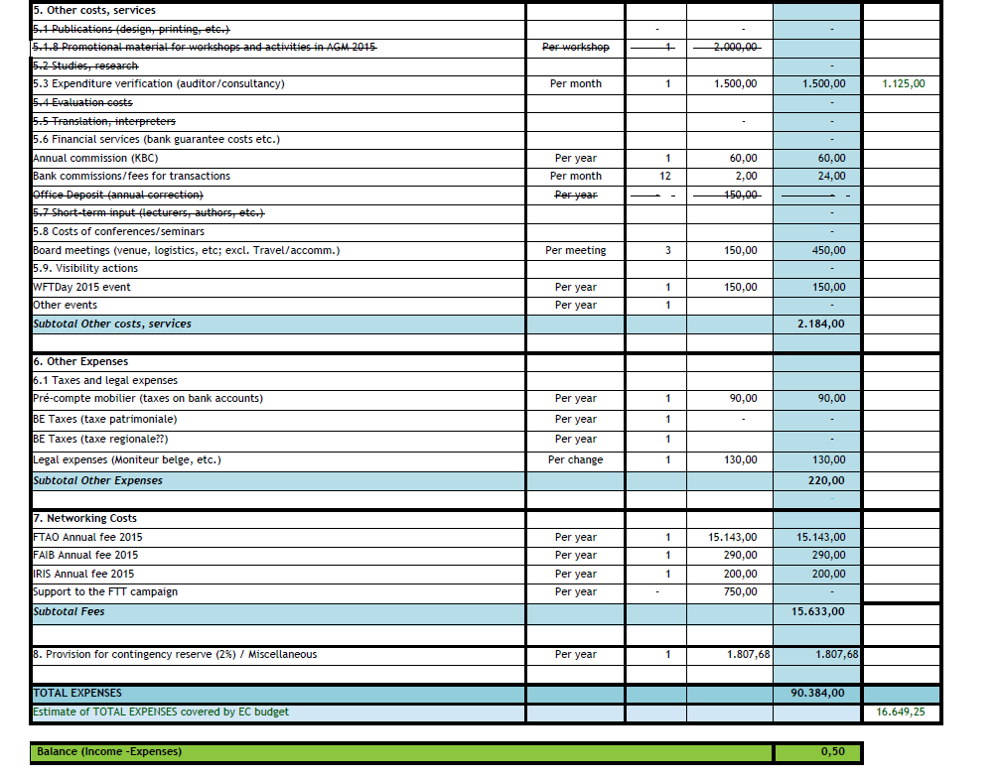 5. Other costs, services
5.1 Publications (design, printing, etc.) - - -
5.1.8 Promotional material for workshops and activities in AGM 2015 Per workshop 1 2.000,00
5.2 Studies, research -
5.3 Expenditure verification (auditor/consultancy) Per month 1 1.500,00 1.500,00 1.125,00
5.4 Evaluation costs -
5.5 Translation, interpreters - -
5.6 Financial services (bank guarantee costs etc.) -
Annual commission (KBC) Per year 1 60,00 60,00
Bank commissions/fees for transactions Per month 12 2,00 24,00
Office Deposit (annual correction) Per year - - 150,00 - -
5.7 Short-term input (lecturers, authors, etc.) -
5.8 Costs of conferences/seminars -
Board meetings (venue, logistics, etc; excl. Travel/accomm.) Per meeting 3 150,00 450,00
5.9. Visibility actions -
WFTDay 2015 event Per year 1 150,00 150,00
Other events Per year 1 -
Subtotal Other costs, services 2.184,00
6. Other Expenses
6.1 Taxes and legal expenses
Pré-compte mobilier (taxes on bank accounts) Per year 1 90,00 90,00
BE Taxes (taxe patrimoniale) Per year 1 - -
BE Taxes (taxe regionale??) Per year 1 -
Legal expenses (Moniteur belge, etc.) Per change 1 130,00 130,00
Subtotal Other Expenses 220,00
-
7. Networking Costs
FTAO Annual fee 2015 Per year 1 15.143,00 15.143,00
FAIB Annual fee 2015 Per year 1 290,00 290,00
IRIS Annual fee 2015 Per year 1 200,00 200,00
Support to the FTT campaign Per year - 750,00 -
Subtotal Fees 15.633,00
8. Provision for contingency reserve (2%) / Miscellaneous Per year 1 1.807,68 1.807,68
TOTAL EXPENSES 90.384,00
Estimate of TOTAL EXPENSES covered by EC budget 16.649,25
Balance (Income -Expenses) 0,50